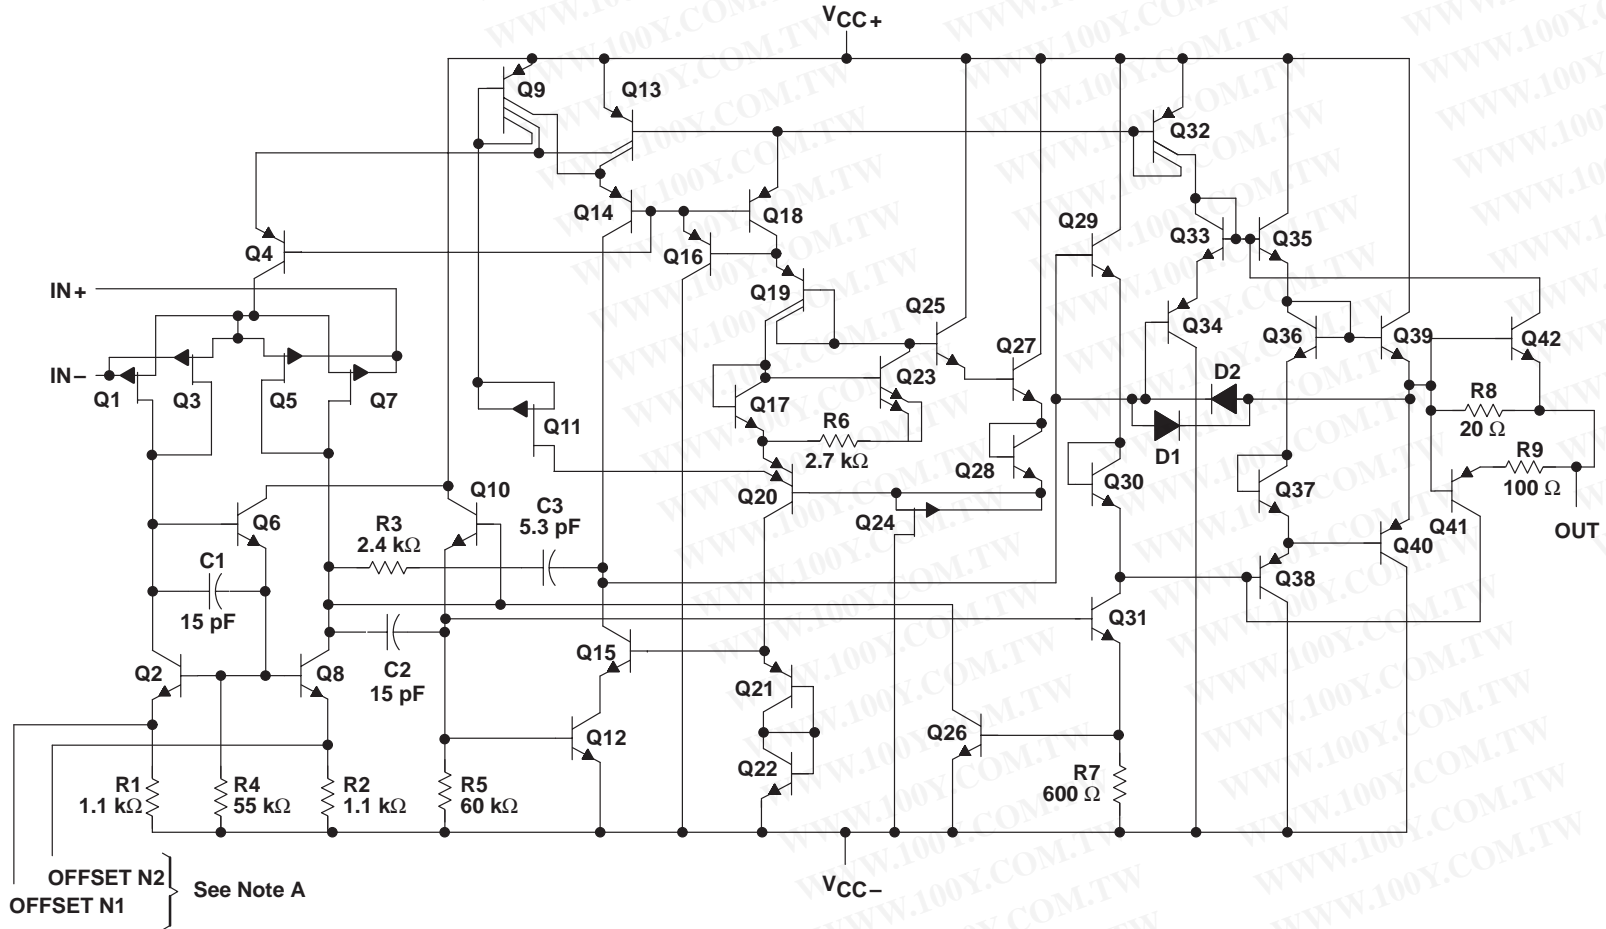 VCC+
Q9
Q13
Q32
Q14
Q18
Q29
Q33
Q35
Q4
Q16
IN+
Q19
Q25
Q34
Q36
Q39
Q42
Q27
IN−
Q1
Q3
Q5
Q7
Q23
D2
R8
20 Ω
Q17
Q11
R6
2.7 kΩ
D1
R9
100 Ω
Q28
Q10
Q20
Q30
Q37
Q6
C3
5.3 pF
Q24
Q41
OUT
R3
2.4 kΩ
Q40
C1
15 pF
Q38
Q31
Q2
Q8
C2
15 pF
Q15
Q21
Q12
Q26
Q22
R1
1.1 kΩ
R4
55 kΩ
R2
1.1 kΩ
R5
60 kΩ
R7
600 Ω
VCC−
OFFSET N2
OFFSET N1
See Note A
WWW.100Y.COM.TW